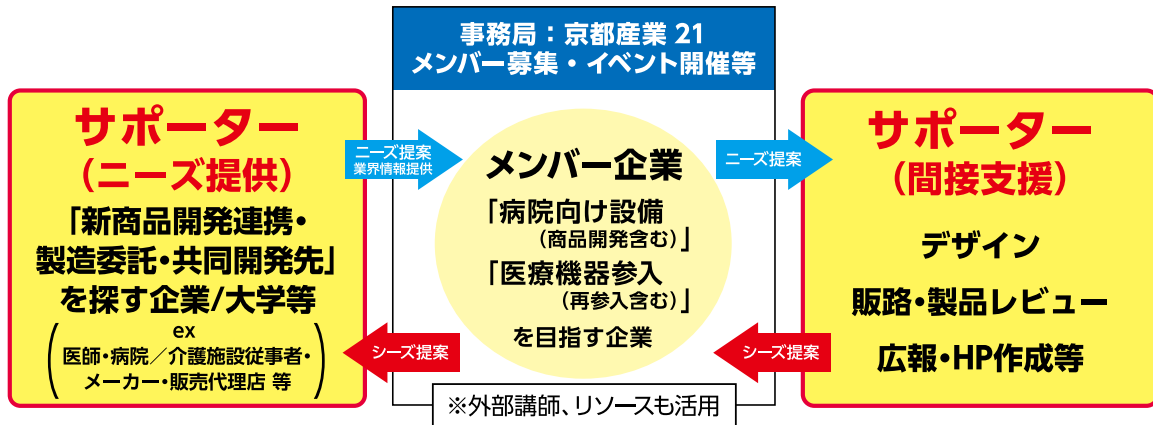 事務局：京都産業 21
メンバー募集・イベント開催等
サポーター
（ニーズ提供）
「新商品開発連携・
製造委託・共同開発先」
を探す企業/大学等
ex
医師・病院／介護施設従事者・
メーカー・販売代理店 等
ニーズ提案
業界情報提供
シーズ提案
メンバー企業
「病院向け設備
（商品開発含む）」
「医療機器参入
（再参入含む）」
を目指す企業
※外部講師、リソースも活用
ニーズ提案
シーズ提案
サポーター
（間接支援）
デザイン
販路・製品レビュー
広報・HP作成等